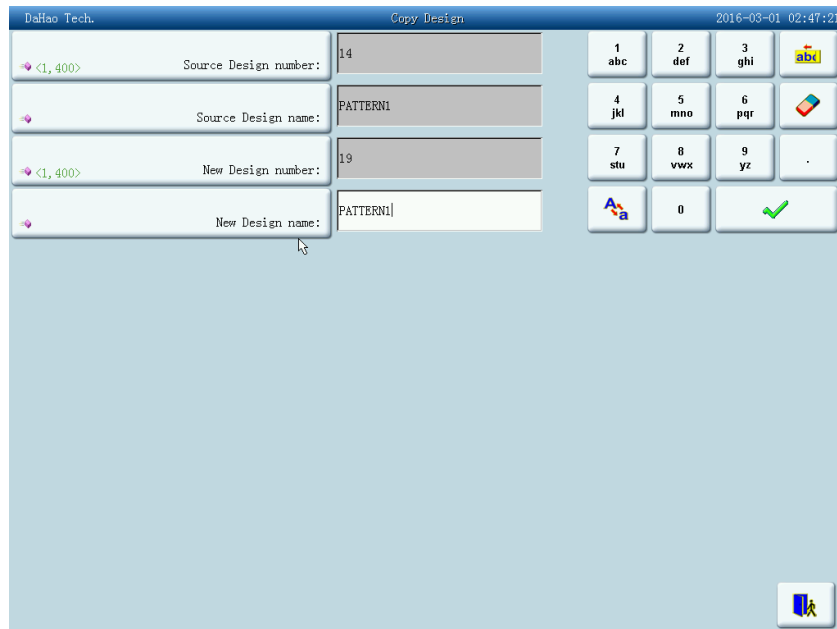 DaHao Tech. Copy Design 2016-03-01 02:47:21
<1,400> Source Design number: 14
Source Design name: PATTERN1
<1,400> New Design number: 19
New Design name: PATTERN1
1 2 3
abc def ghi abc
4 5 6
jkl mno pqr
7 8 9 .
stu vwx yz
Aa 0